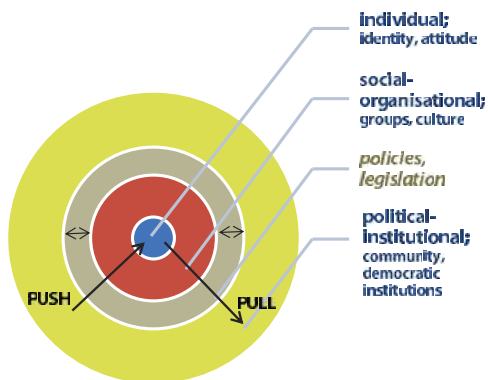 individual;
identity, attitude
social-
organisational;
groups, culture
policies,
legislation
political-
institutional;
community,
democratic
institutions
PUSH
PULL